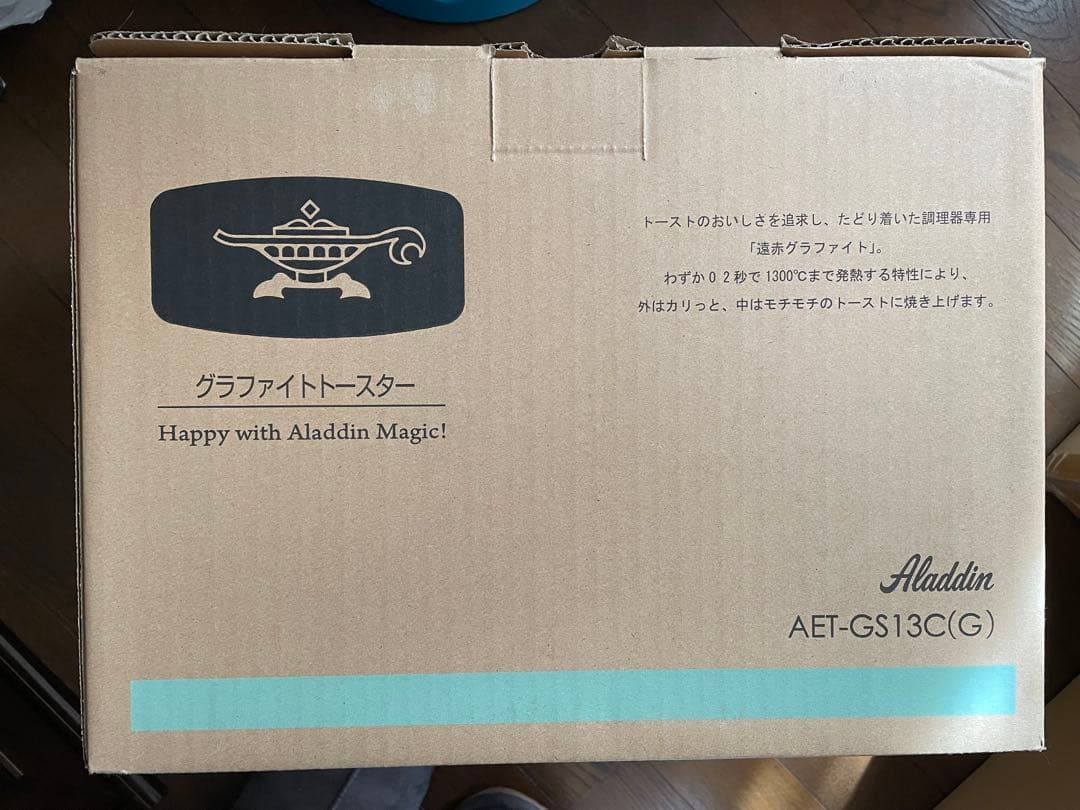 グラファイトトースター
Happy with Aladdin Magic!
トーストのおいしさを追求し、たどり着いた調理器専用
「遠赤グラファイト」。
わずか0 2秒で1300℃まで発熱する特性により、
外はカリっと、中はモチモチのトーストに焼き上げます。
Aladdin
AET-GS13C(G)